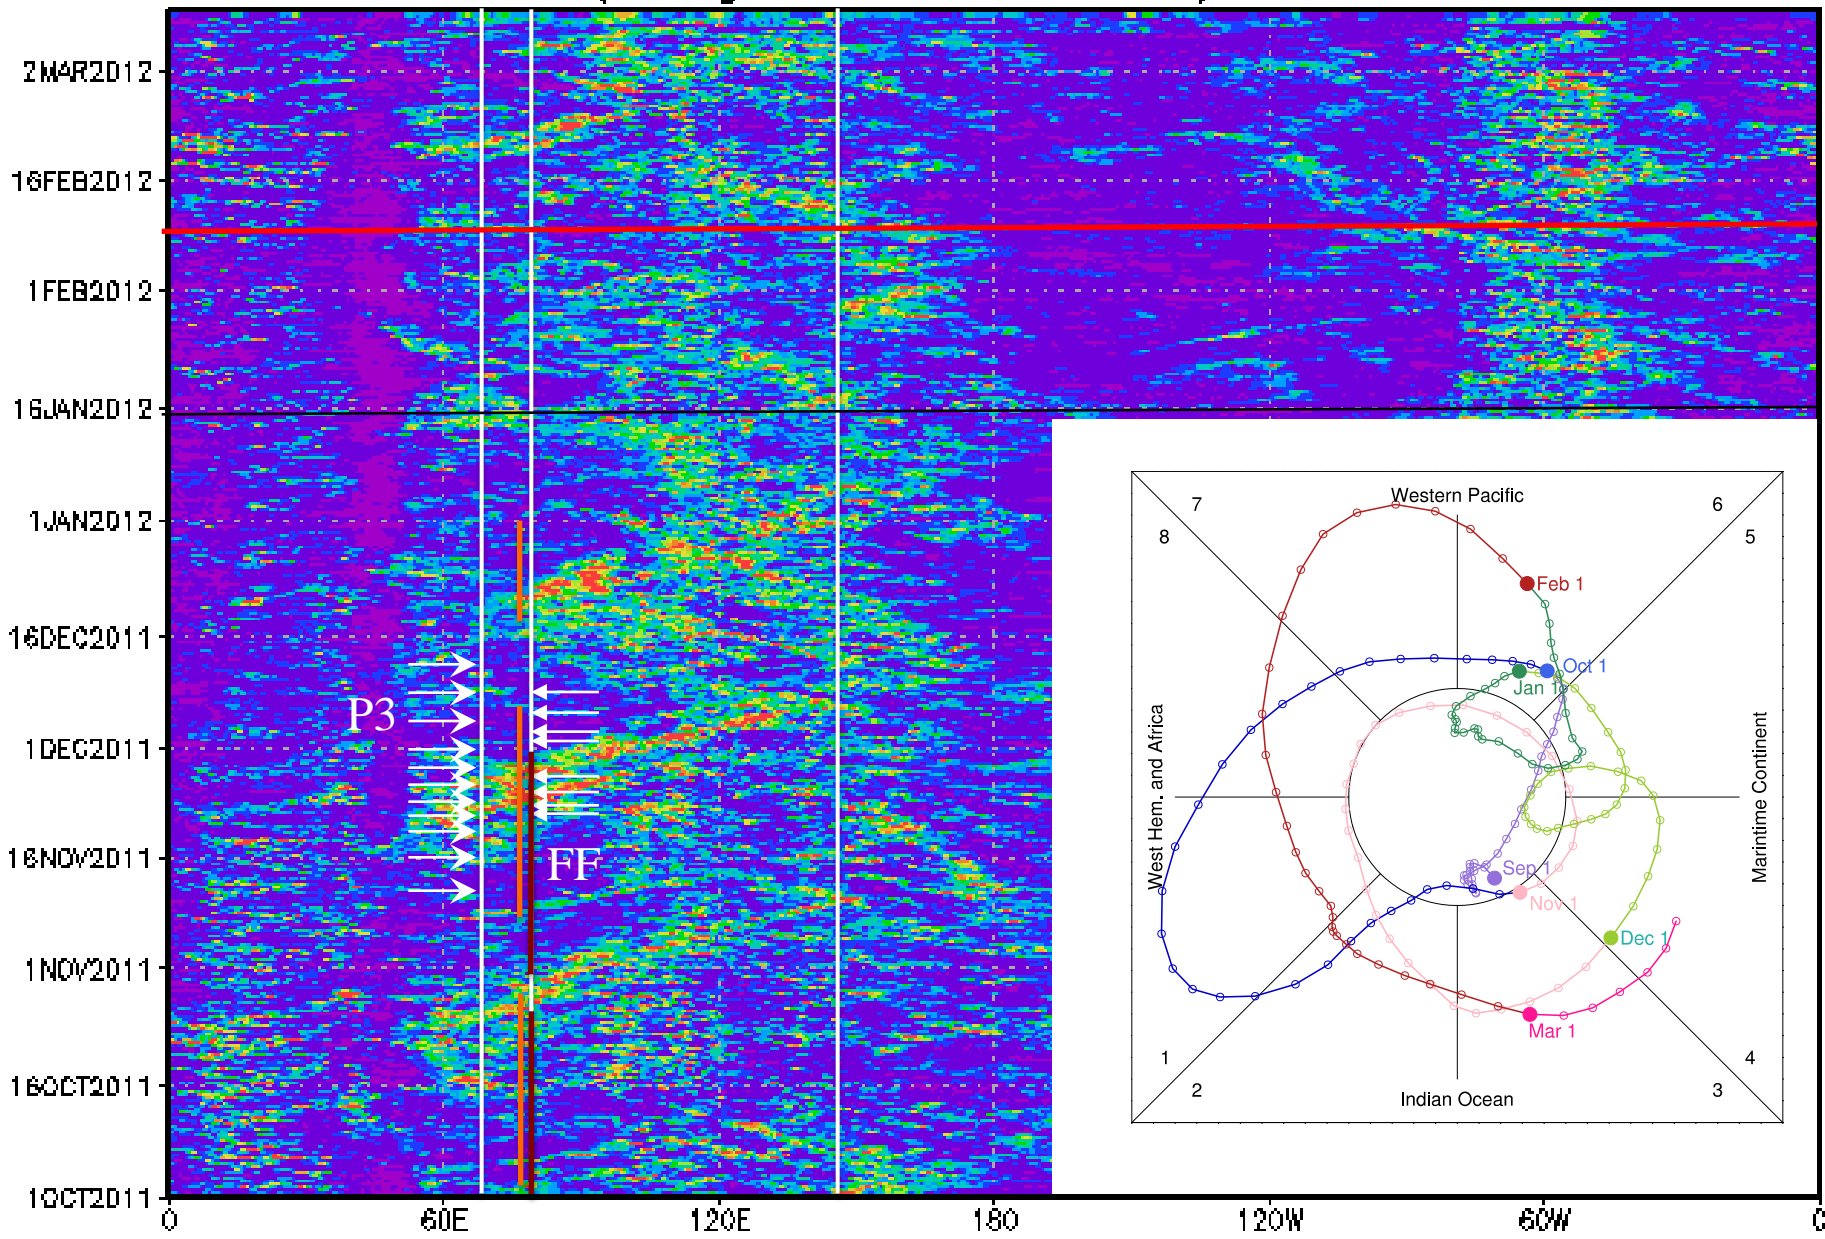 2MAR2012
16FEB2012
1FEB2012
16JAN2012
1JAN2012
16DEC2011
1DEC2011
16NOV2011
1NOV2011
16OCT2011
1OCT2011
0
60E
120E
180
120W
60W
0
P3
FF
Western Pacific
7
6
8
5
Feb 1
Oct 1
Jan 1
West Hem. and Africa
Marintime Continent
Sep 1
Nov 1
Dec 1
Mar 1
1
4
2
3
Indian Ocean